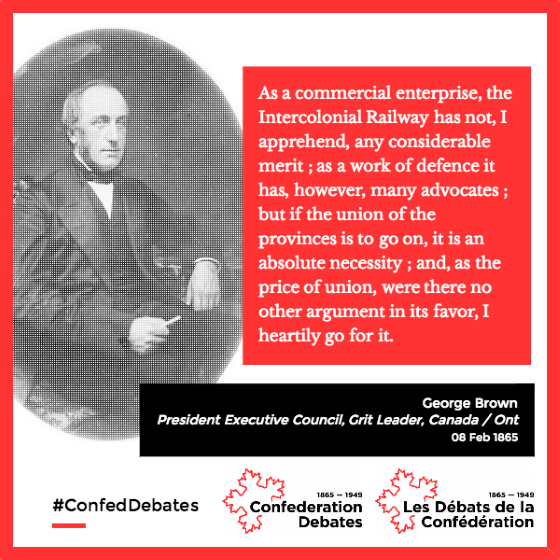 As a commercial enterprise, the
Intercolonial Railway has not, I
apprehend, any considerable
merit ; as a work of defence it
has, however, many advocates ;
but if the union of the
provinces is to go on, it is an
absolute necessity ; and, as the
price of union, were there no
other argument in its favor, I
heartily go for it.
George Brown
President Executive Council, Grit Leader, Canada / Ont
08 Feb 1865
#ConfedDebates
1865 — 1949
Confederation
Debates
1865 — 1949
Les Débats de la
Confédération